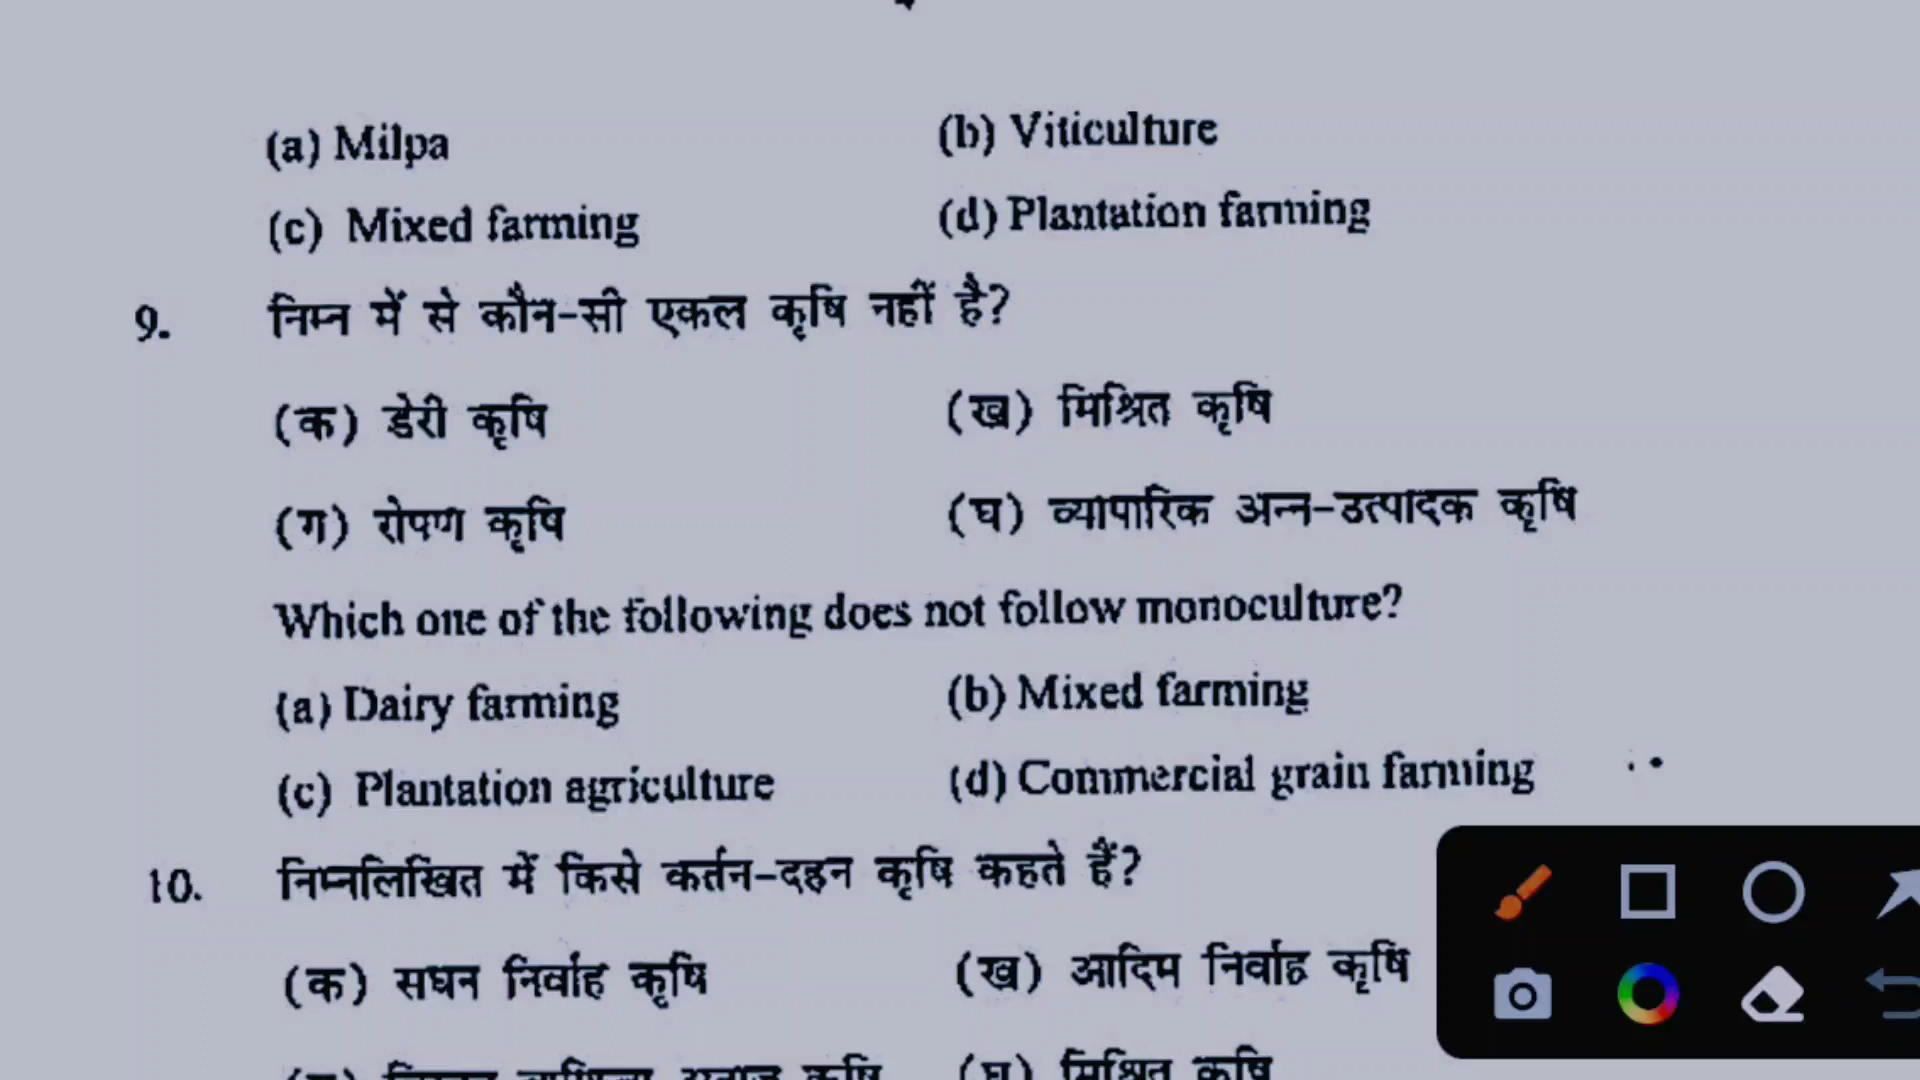 (a) Milpa (b) Viticulture
(c) Mixed farming (d) Plantation farming
9. निम्न में से कौन-सी एकल कृषि नहीं है?
(क) डेरी कृषि (ख) मिश्रित कृषि
(ग) रोपण कृषि (घ) व्यापारिक अन्न-उत्पादक कृषि
Which one of the following does not follow monoculture?
(a) Dairy farming (b) Mixed farming
(c) Plantation agriculture (d) Commercial grain farming
10. निम्नलिखित में किसे कर्तन-दहन कृषि कहते हैं?
(क) सघन निर्वाह कृषि (ख) आदिम निर्वाह कृषि
कृषि (घ) मिश्रित कृषि